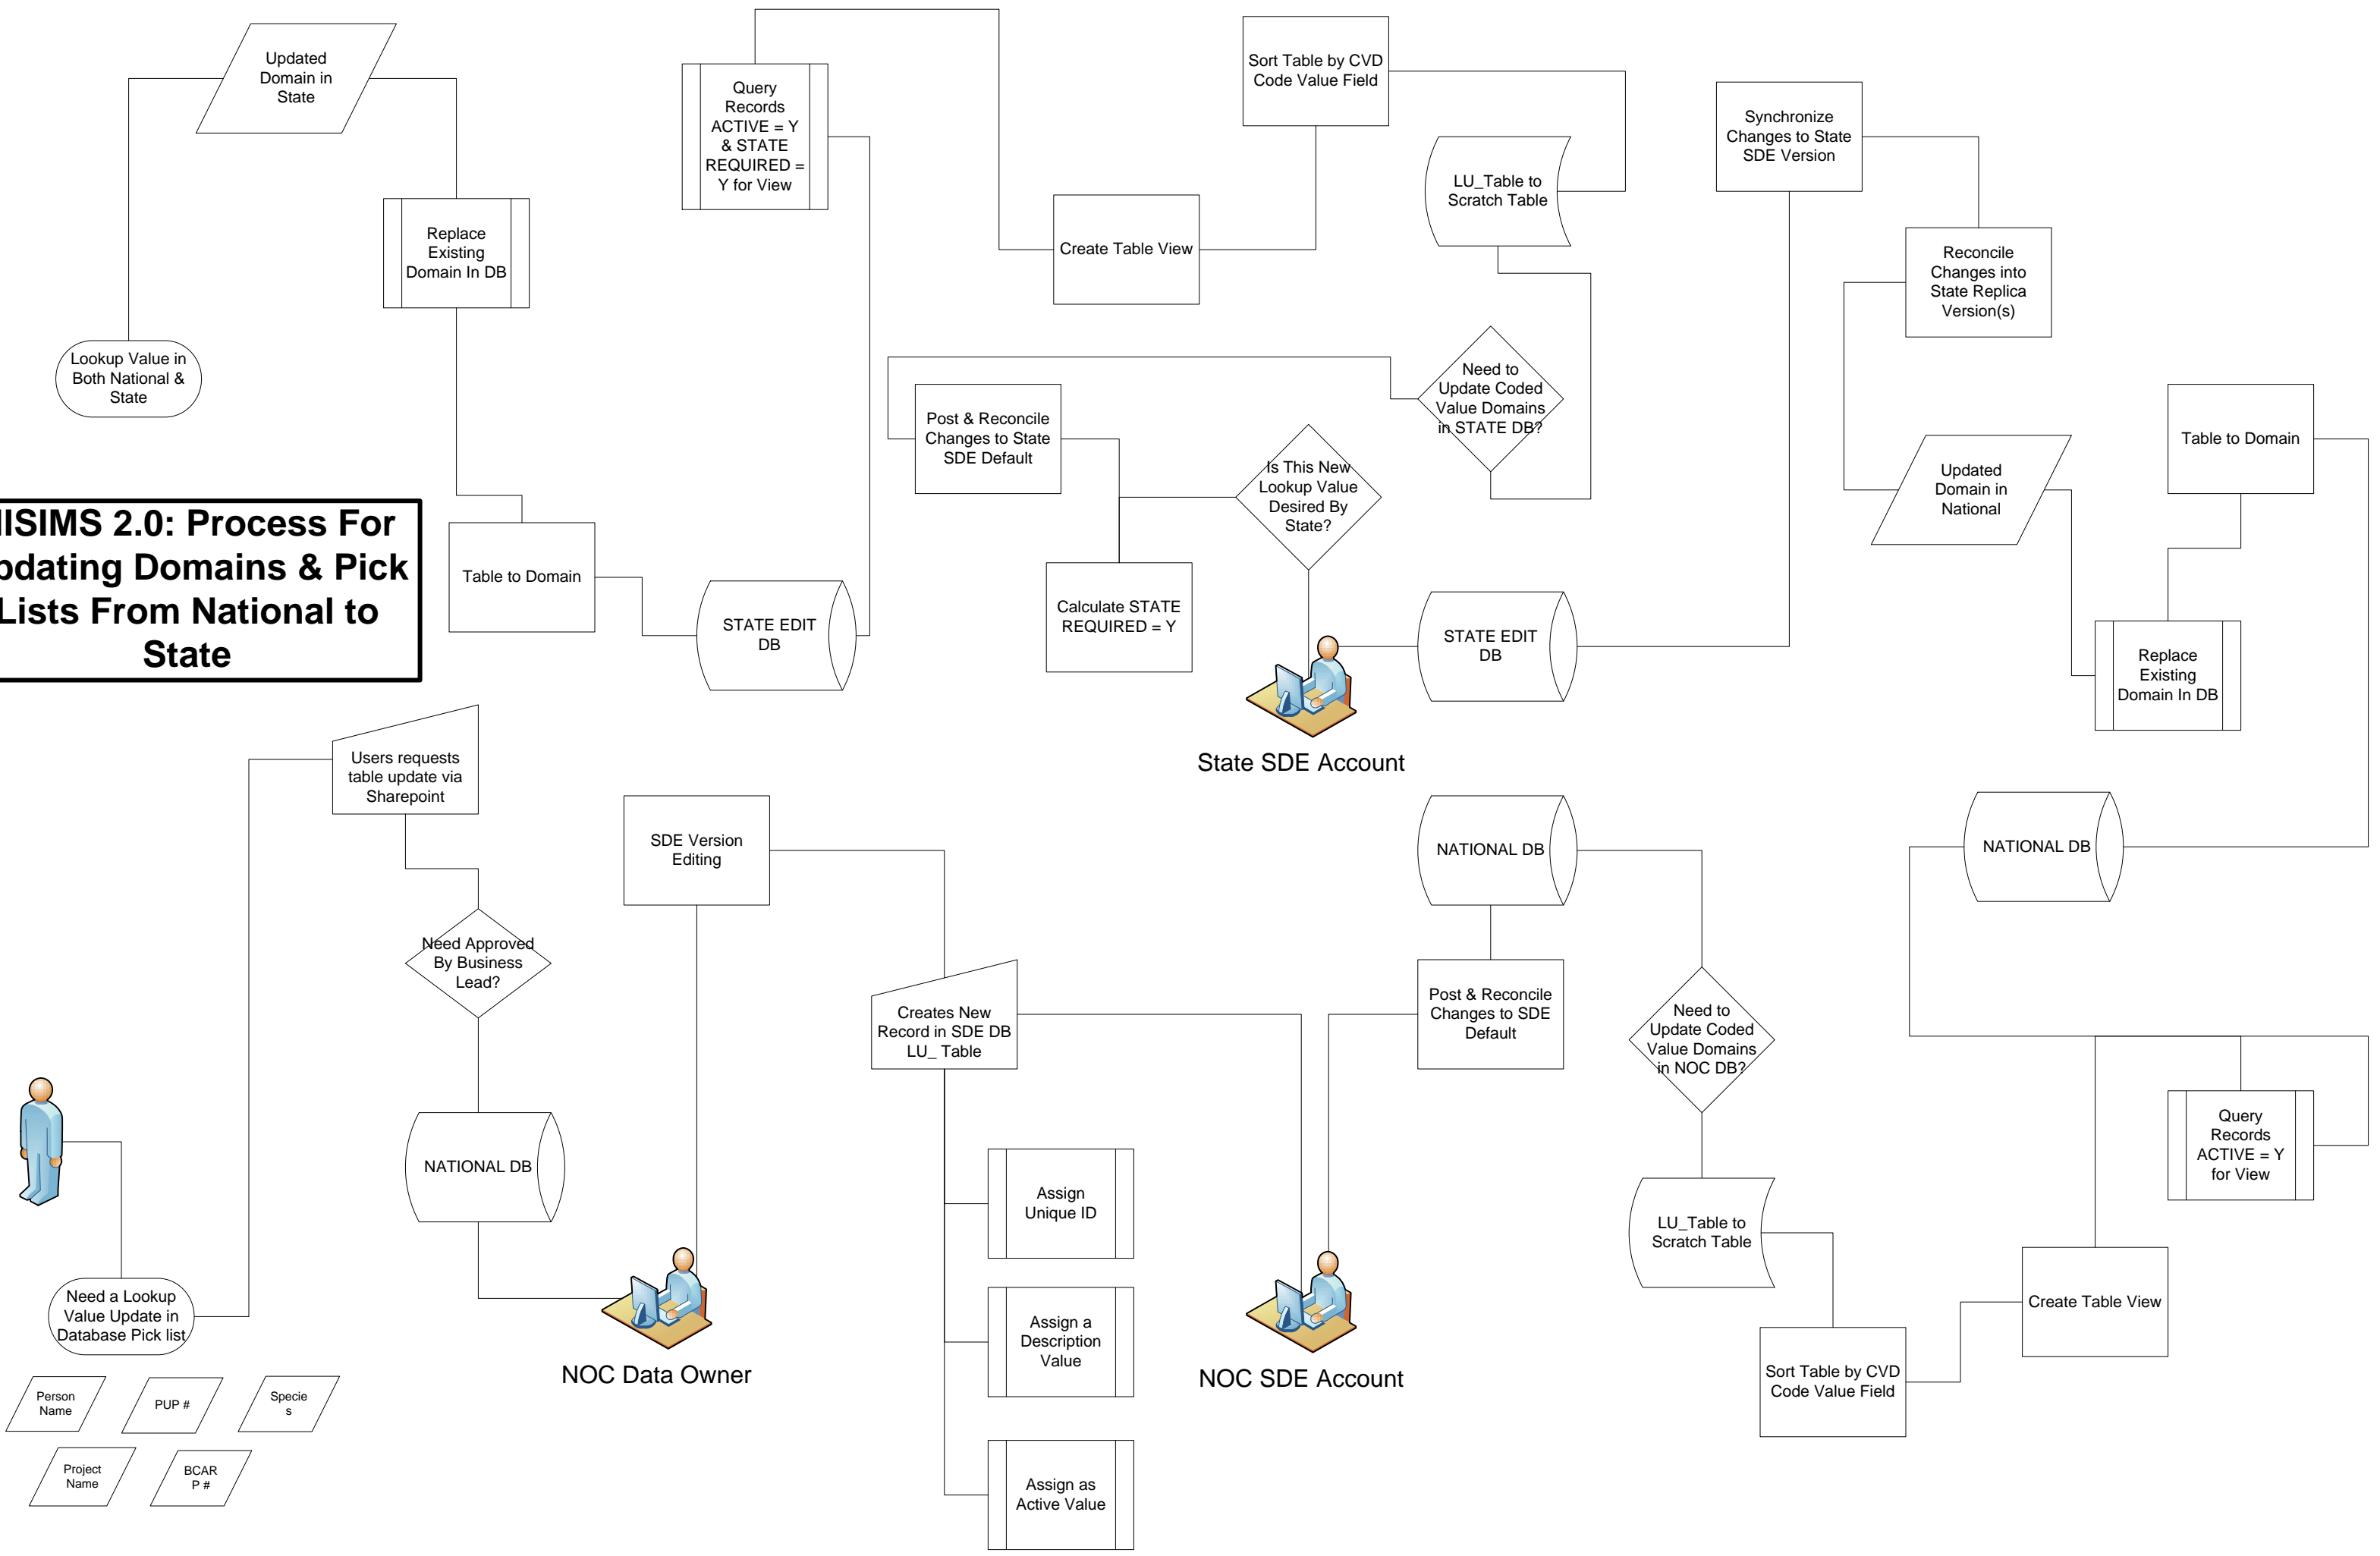 Updated
Domain in
State
Query
Records
ACTIVE = Y
& STATE
REQUIRED =
Y for View
Sort Table by CVD
Code Value Field
Synchronize
Changes to State
SDE Version
LU_Table to
Scratch Table
Replace
Existing
Domain In DB
Create Table View
Reconcile
Changes into
State Replica
Version(s)
Lookup Value in
Both National &
State
Need to
Update Coded
Value Domains
in STATE DB?
Post & Reconcile
Changes to State
SDE Default
Is This New
Lookup Value
Desired By
State?
Updated
Domain in
National
Table to Domain
ISIMS 2.0: Process For
pdating Domains & Pick
Lists From National to
State
Table to Domain
STATE EDIT
DB
Calculate STATE
REQUIRED = Y
STATE EDIT
DB
Replace
Existing
Domain In DB
State SDE Account
Users requests
table update via
Sharepoint
SDE Version
Editing
NATIONAL DB
NATIONAL DB
Need Approved
By Business
Lead?
Creates New
Record in SDE DB
LU_ Table
Post & Reconcile
Changes to SDE
Default
Need to
Update Coded
Value Domains
in NOC DB?
NATIONAL DB
Assign
Unique ID
Query
Records
ACTIVE = Y
for View
LU_Table to
Scratch Table
Need a Lookup
Value Update in
Database Pick list
Assign a
Description
Value
Create Table View
NOC Data Owner
NOC SDE Account
Sort Table by CVD
Code Value Field
Person
Name
PUP #
Specie
s
Project
Name
BCAR
P #
Assign as
Active Value